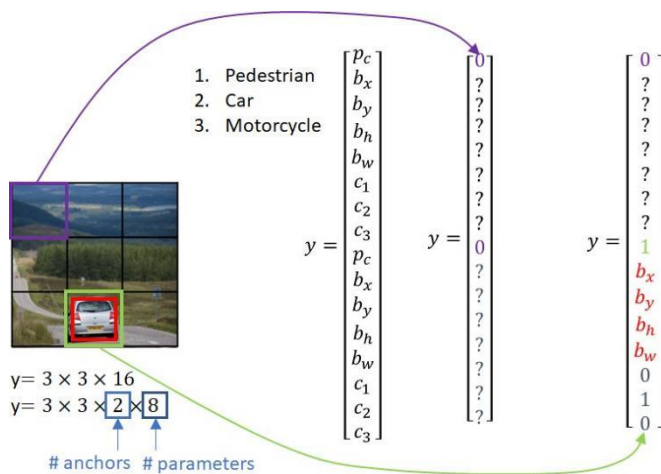 1. Pedestrian
2. Car
3. Motorcycle
y =
p_c
b_x
b_y
b_h
b_w
c_1
c_2
c_3
p_c
b_x
b_y
b_h
b_w
c_1
c_2
c_3
y =
0
?
?
?
?
?
?
?
0
?
?
?
?
?
?
?
y =
0
?
?
?
?
?
?
?
1
b_x
b_y
b_h
b_w
0
1
0
y= 3 × 3 × 16
y= 3 × 3 × 2 × 8
# anchors # parameters